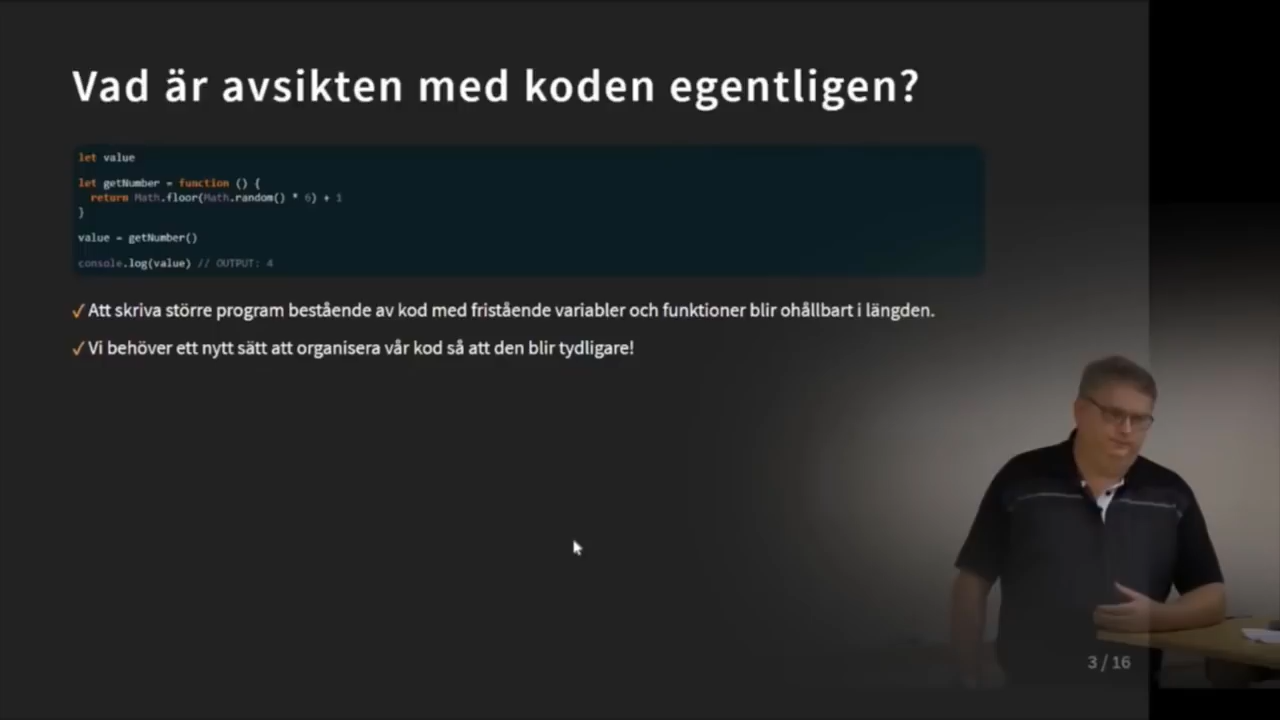 Vad är avsikten med koden egentligen?
let value
let getNumber = function () {
return Math.floor(Math.random() * 6) + 1
}
value = getNumber()
console.log(value) // OUTPUT: 4
✓ Att skriva större program bestående av kod med fristående variabler och funktioner blir ohållbart i längden.
✓ Vi behöver ett nytt sätt att organisera vår kod så att den blir tydligare!
3 / 16